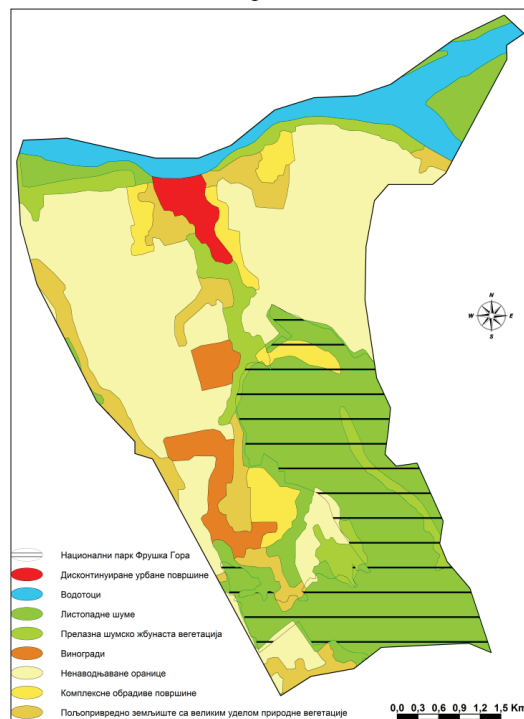 N
W E
S
Национални парк Фрушка Гора
Дисконтинуиране урбане површине
Водотоци
Листопадне шуме
Прелазна шумско жбунаста вегетација
Виногради
Ненаводњаване оранице
Комплексне обрадиве површине
Пољопривредно земљиште са великим уделом природне вегетације
0,0 0,3 0,6 0,9 1,2 1,5 Km